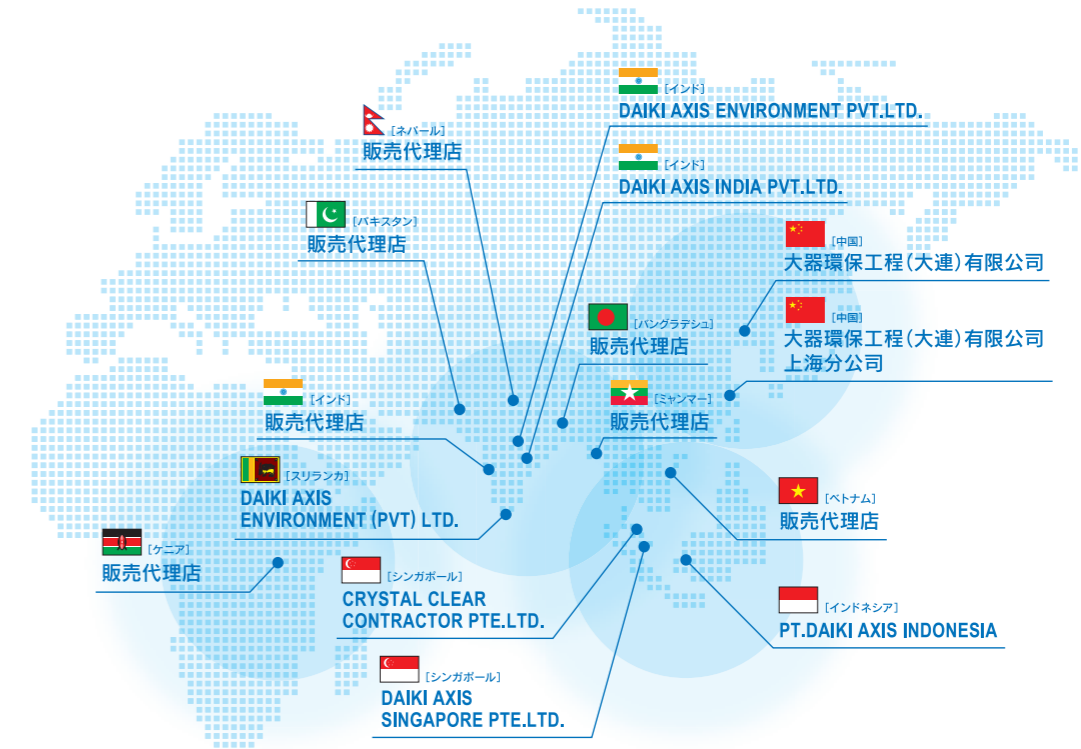 [インド]
DAIKI AXIS ENVIRONMENT PVT.LTD.
[ネパール]
販売代理店
[インド]
DAIKI AXIS INDIA PVT.LTD.
[パキスタン]
販売代理店
[中国]
大器環保工程(大連)有限公司
[バングラデシュ]
販売代理店
[中国]
大器環保工程(大連)有限公司
上海分公司
[インド]
販売代理店
[ミャンマー]
販売代理店
[スリランカ]
DAIKI AXIS
ENVIRONMENT (PVT) LTD.
[ベトナム]
販売代理店
[ケニア]
販売代理店
[シンガポール]
CRYSTAL CLEAR
CONTRACTOR PTE.LTD.
[インドネシア]
PT.DAIKI AXIS INDONESIA
[シンガポール]
DAIKI AXIS
SINGAPORE PTE.LTD.